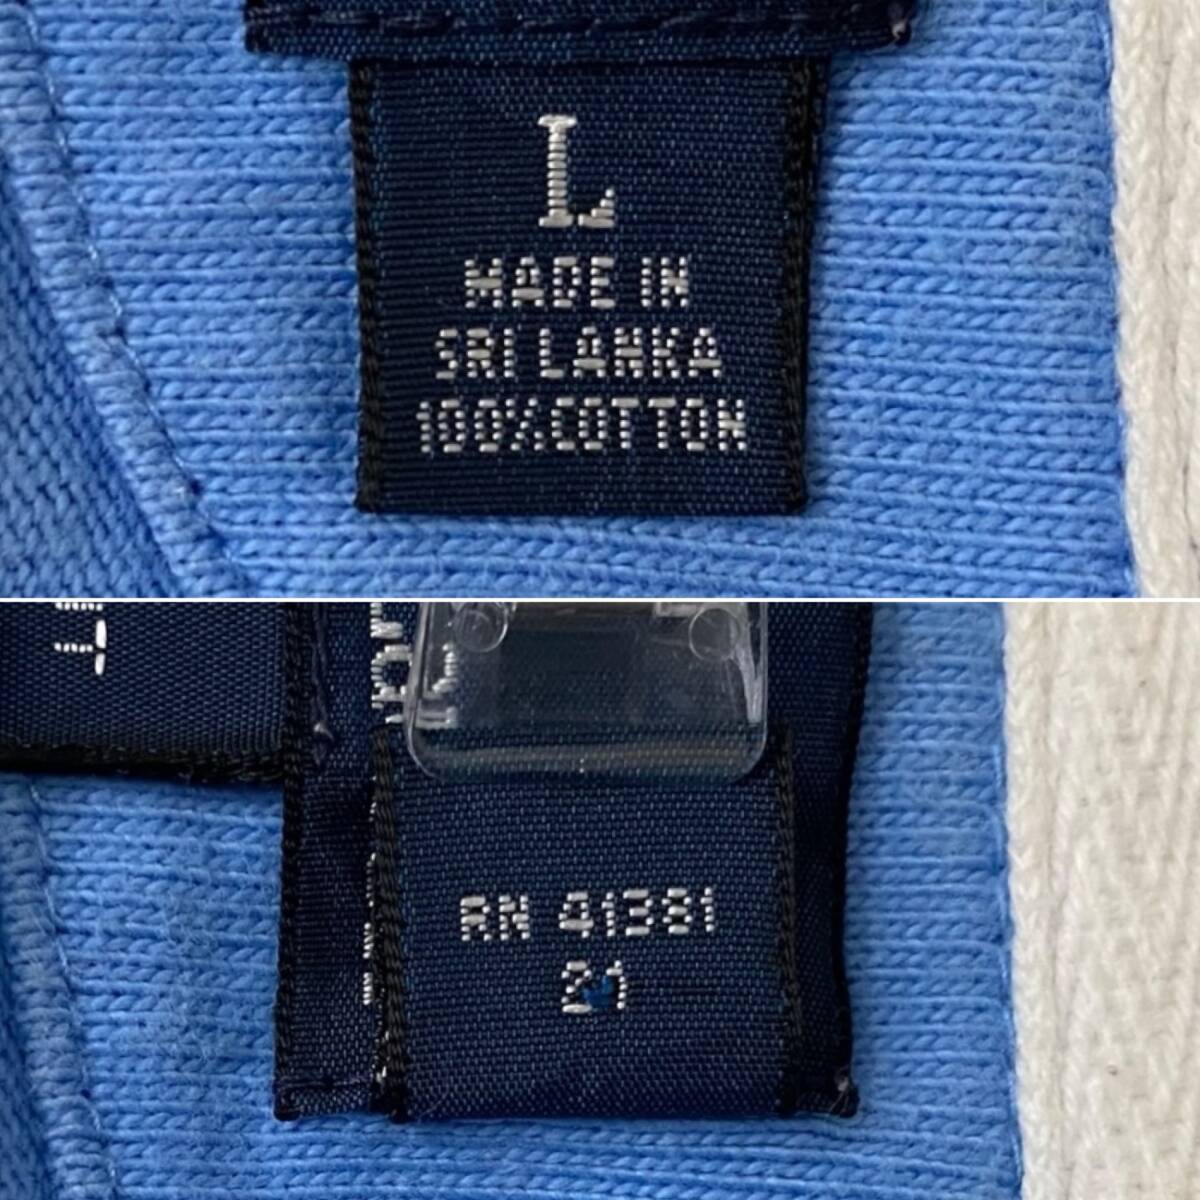 L
MADE IN
SRI LANKA
100% COTTON
RN 41381
21